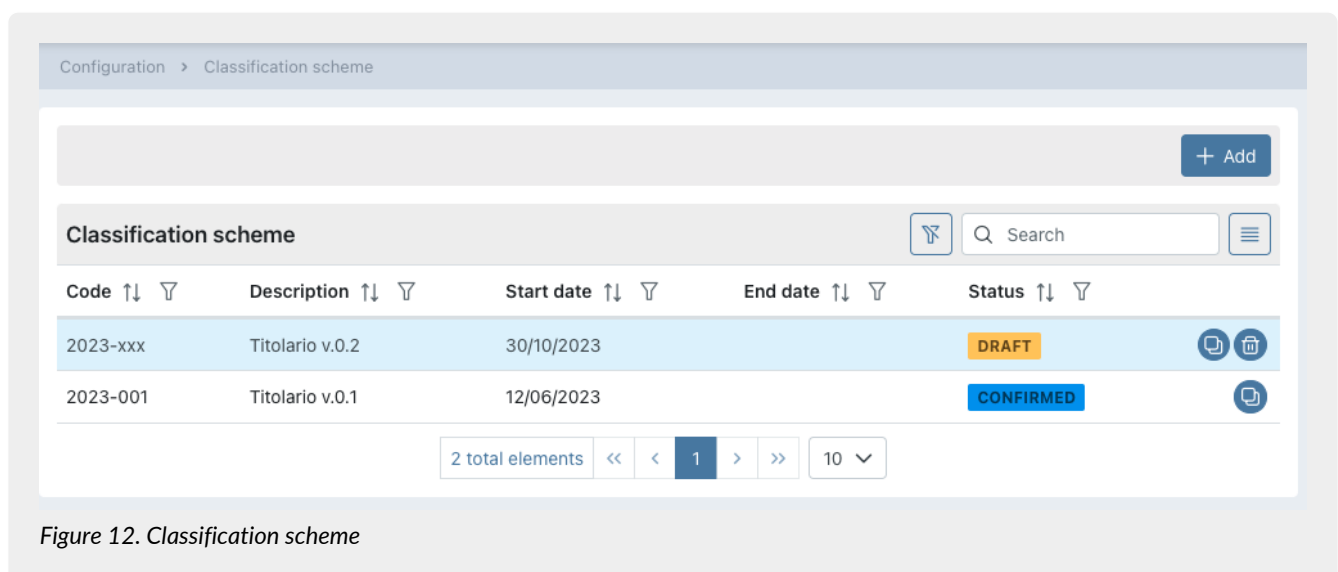 Configuration > Classification scheme
+ Add
Classification scheme Search
Code Description Start date End date Status
2023-xxx Titolario v.0.2 30/10/2023 DRAFT
2023-001 Titolario v.0.1 12/06/2023 CONFIRMED
2 total elements « < 1 > » 10
Figure 12. Classification scheme